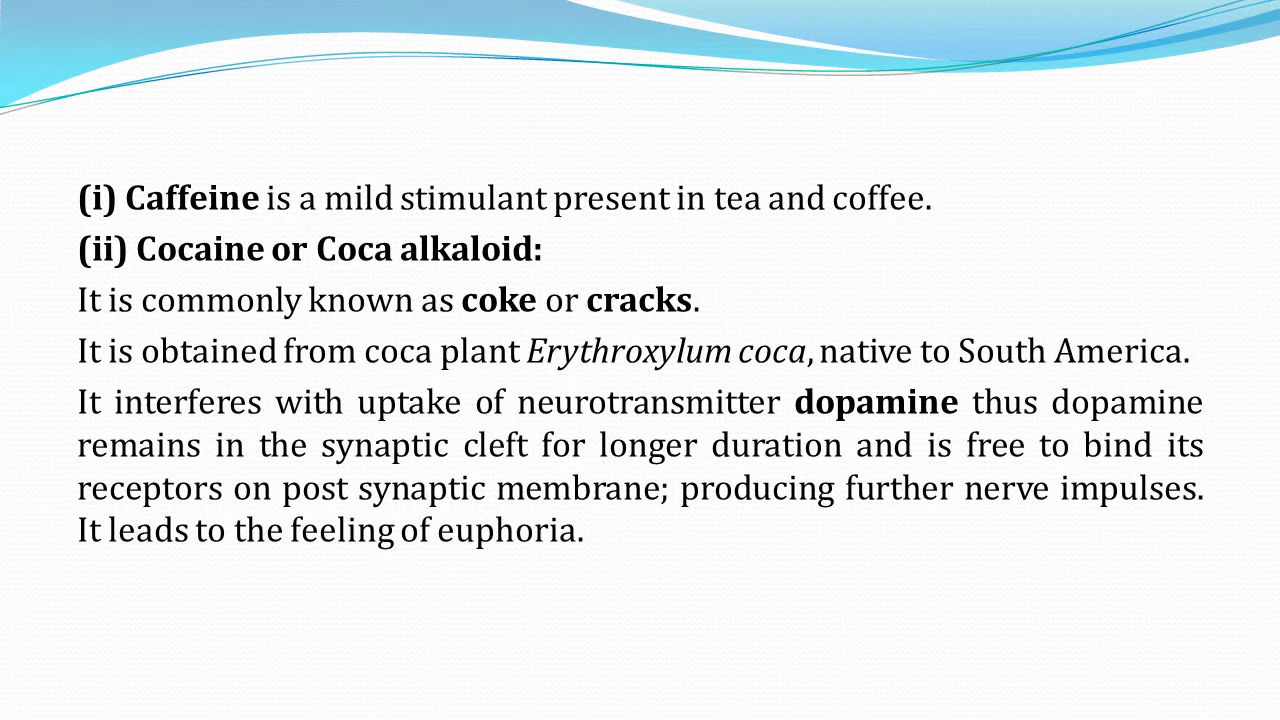 (i) Caffeine is a mild stimulant present in tea and coffee.
(ii) Cocaine or Coca alkaloid:
It is commonly known as coke or cracks.
It is obtained from coca plant Erythroxylum coca, native to South America.
It interferes with uptake of neurotransmitter dopamine thus dopamine
remains in the synaptic cleft for longer duration and is free to bind its
receptors on post synaptic membrane; producing further nerve impulses.
It leads to the feeling of euphoria.